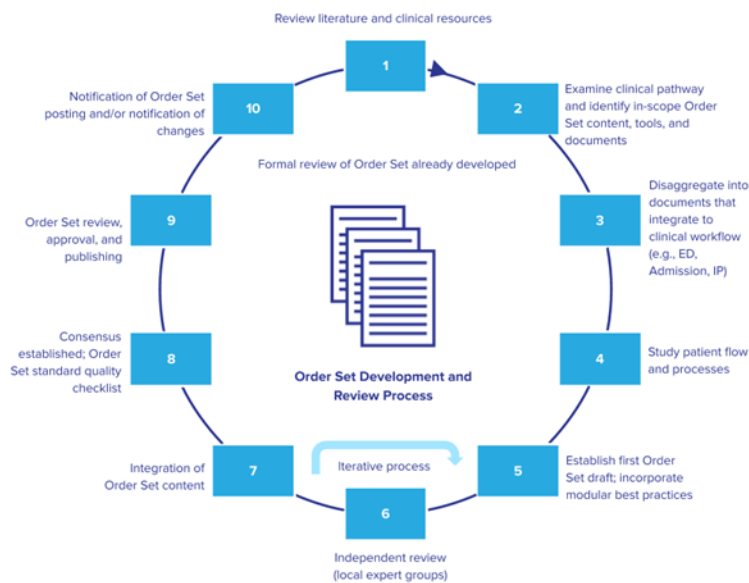 Review literature and clinical resources
1
2
Examine clinical pathway
and identify in-scope Order
Set content, tools, and
documents
3
Disaggregate into
documents that
integrate to
clinical workflow
(e.g., ED,
Admission, IP)
4
Study patient flow
and processes
5
Establish first Order
Set draft; incorporate
modular best practices
6
Independent review
(local expert groups)
Iterative process
7
Integration of
Order Set content
8
Consensus
established; Order
Set standard quality
checklist
9
Order Set review,
approval, and
publishing
10
Notification of Order Set
posting and/or notification of
changes
Formal review of Order Set already developed
Order Set Development and
Review Process